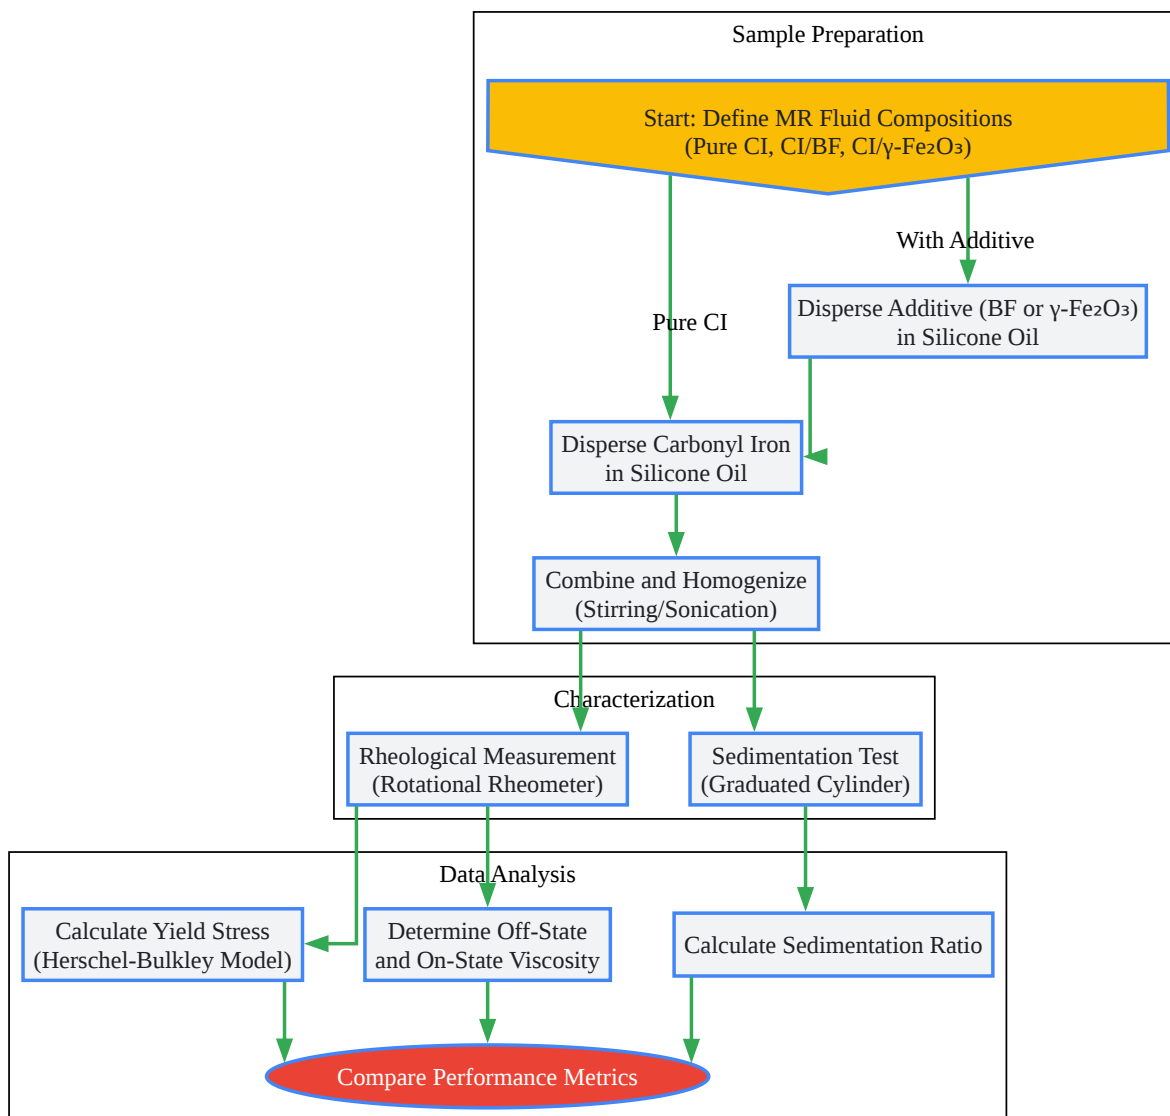 Sample Preparation
Start: Define MR Fluid Compositions
(Pure CI, CI/BF, CI/γ-Fe₂O₃)
With Additive
Disperse Additive (BF or γ-Fe₂O₃)
in Silicone Oil
Pure CI
Disperse Carbonyl Iron
in Silicone Oil
Combine and Homogenize
(Stirring/Sonication)
Characterization
Rheological Measurement
(Rotational Rheometer)
Sedimentation Test
(Graduated Cylinder)
Data Analysis
Calculate Yield Stress
(Herschel-Bulkley Model)
Determine Off-State
and On-State Viscosity
Calculate Sedimentation Ratio
Compare Performance Metrics